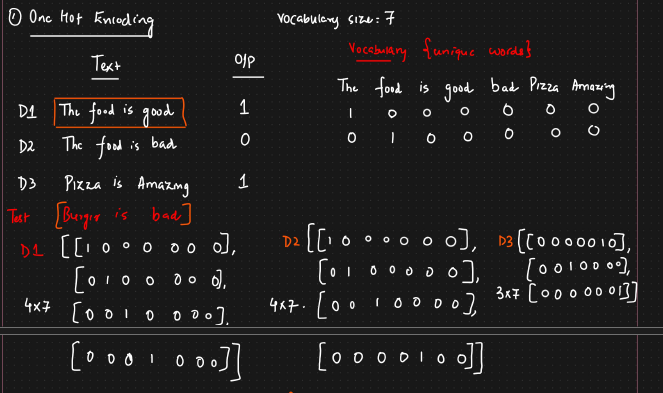 ① One Hot Encoding
Vocabulary size: 7
Vocabulary {unique words}
Text O/P
The food is good bad Pizza Amazing
D1 The food is good 1
1 0 0 0 0 0 0
D2 The food is bad 0
0 1 0 0 0 0 0
D3 Pizza is Amazing 1
Test [Burger is bad]
D1 [[1 0 0 0 0 0 0],
[0 1 0 0 0 0 0],
4x7 [0 0 1 0 0 0 0],
[0 0 0 1 0 0 0]]
D2 [[1 0 0 0 0 0 0],
[0 1 0 0 0 0 0],
4x7. [0 0 1 0 0 0 0],
[0 0 0 0 1 0 0]]
D3 [[0 0 0 0 0 1 0],
[0 0 1 0 0 0 0],
3x7 [0 0 0 0 0 0 1]]